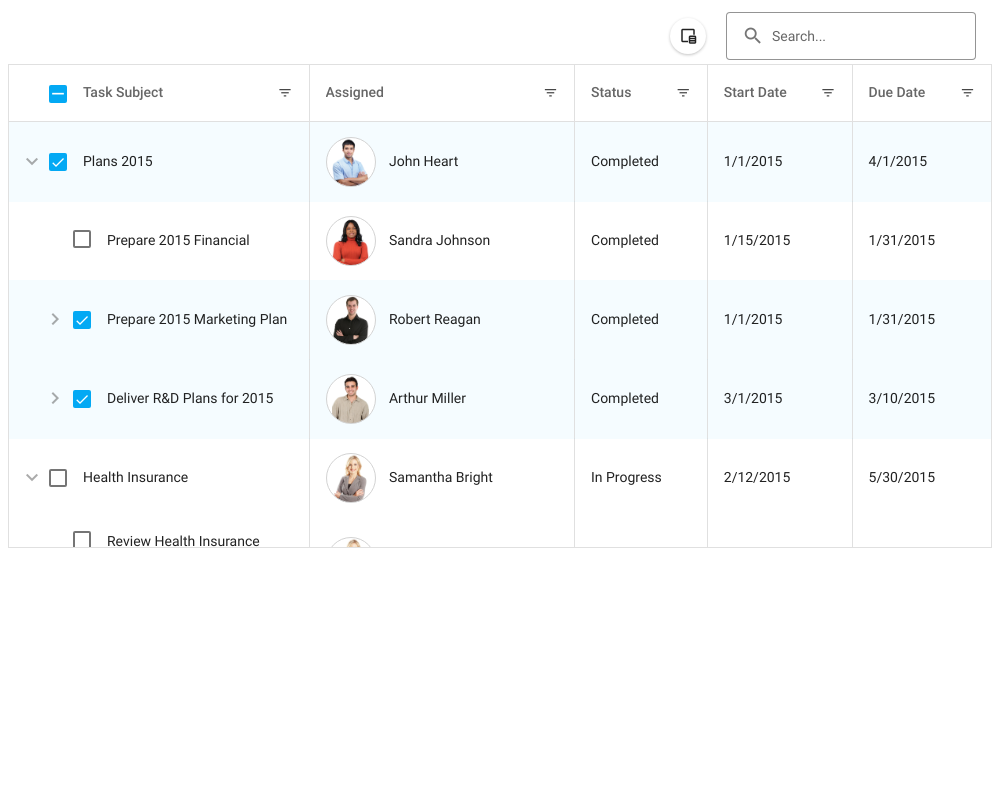 Search...
Task Subject Assigned Status Start Date Due Date
Plans 2015 John Heart Completed 1/1/2015 4/1/2015
Prepare 2015 Financial Sandra Johnson Completed 1/15/2015 1/31/2015
Prepare 2015 Marketing Plan Robert Reagan Completed 1/1/2015 1/31/2015
Deliver R&D Plans for 2015 Arthur Miller Completed 3/1/2015 3/10/2015
Health Insurance Samantha Bright In Progress 2/12/2015 5/30/2015
Review Health Insurance